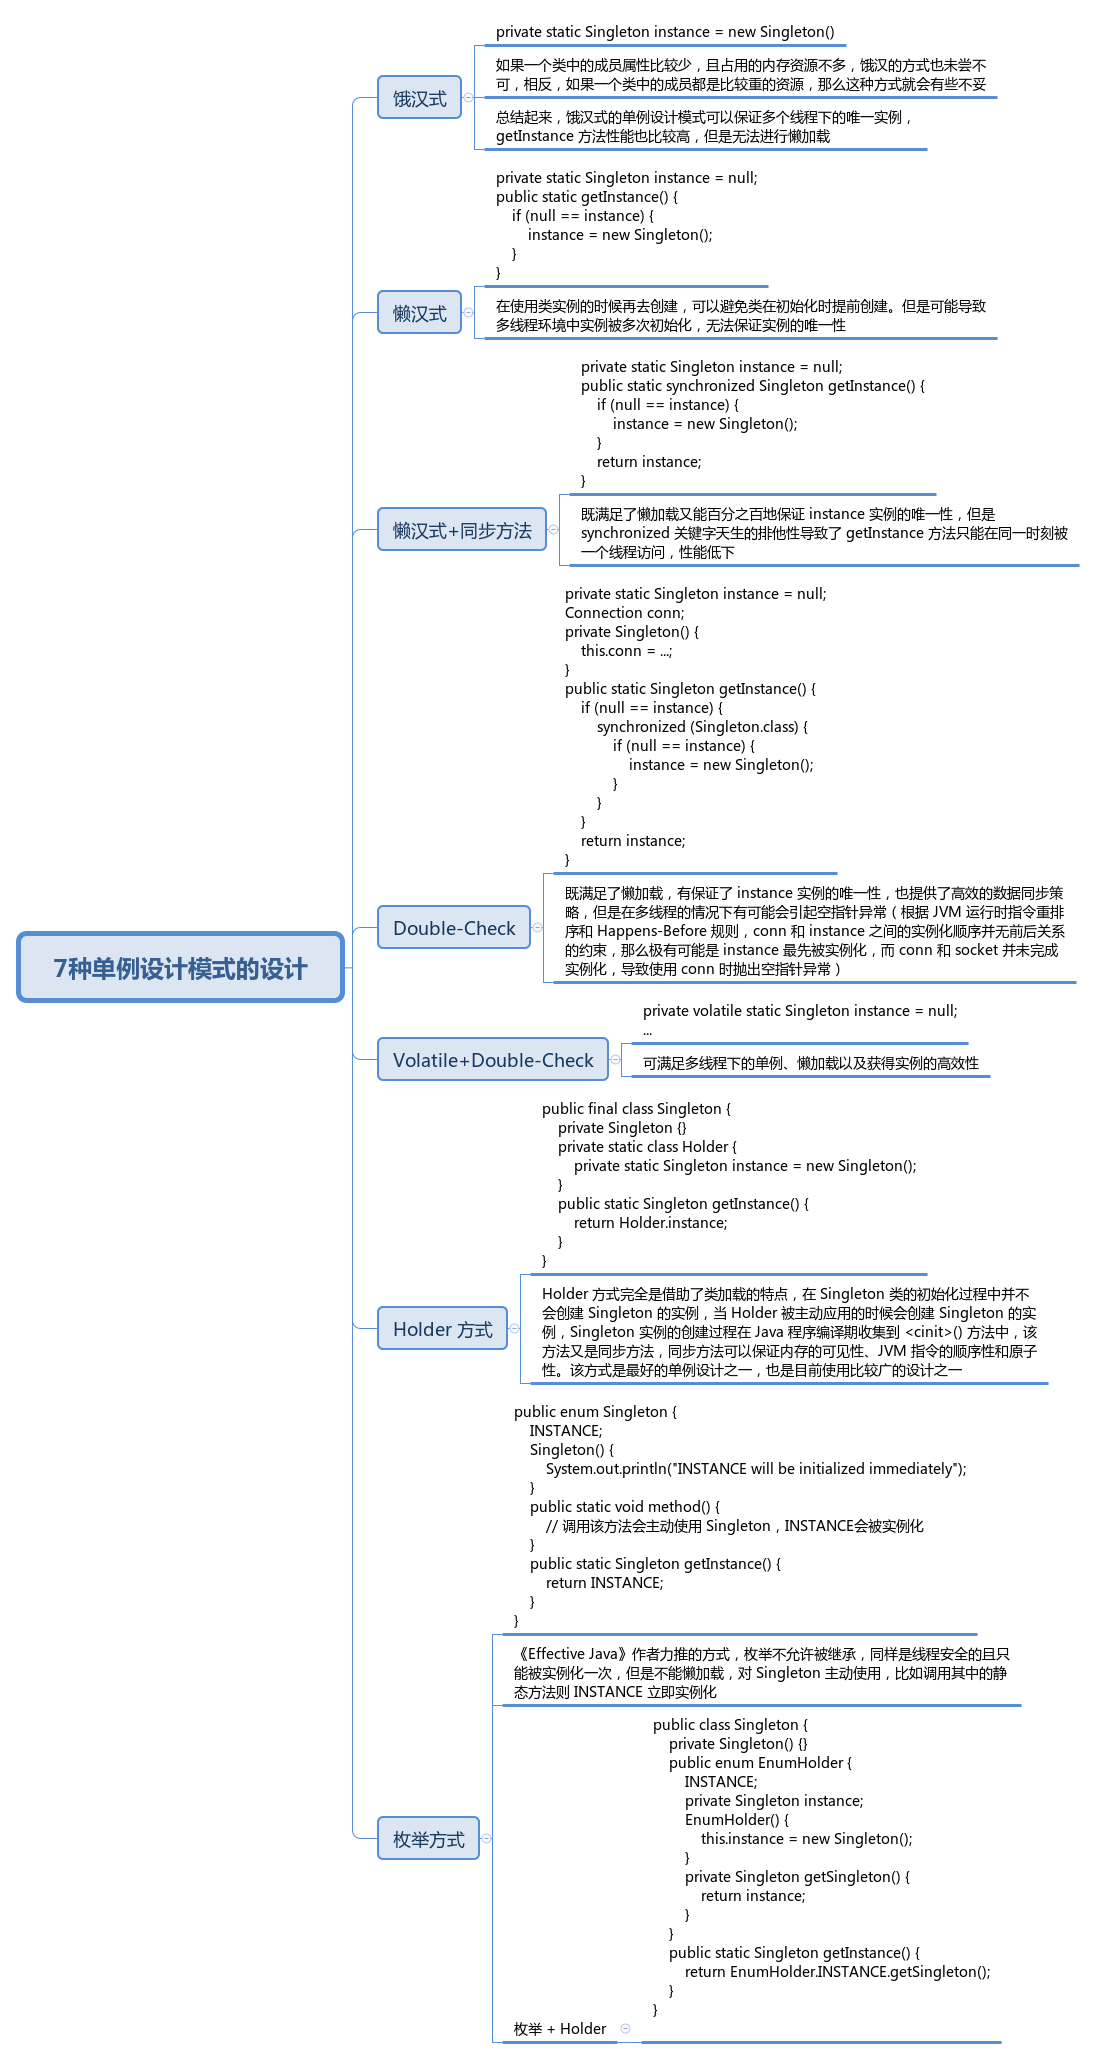 7种单例设计模式的设计
饿汉式
private static Singleton instance = new Singleton()
如果一个类中的成员属性比较少，且占用的内存资源不多，饿汉的方式也未尝不
可，相反，如果一个类中的成员都是比较重的资源，那么这种方式就会有些不妥
总结起来，饿汉式的单例设计模式可以保证多个线程下的唯一实例，
getInstance 方法性能也比较高，但是无法进行懒加载
懒汉式
private static Singleton instance = null;
public static getInstance() {
    if (null == instance) {
        instance = new Singleton();
    }
}
在使用类实例的时候再去创建，可以避免类在初始化时提前创建。但是可能导致
多线程环境中实例被多次初始化，无法保证实例的唯一性
懒汉式+同步方法
private static Singleton instance = null;
public static synchronized Singleton getInstance() {
    if (null == instance) {
        instance = new Singleton();
    }
    return instance;
}
既满足了懒加载又能百分之百地保证 instance 实例的唯一性，但是
synchronized 关键字天生的排他性导致了 getInstance 方法只能在同一时刻被
一个线程访问，性能低下
Double-Check
private static Singleton instance = null;
Connection conn;
private Singleton() {
    this.conn = ...;
}
public static Singleton getInstance() {
    if (null == instance) {
        synchronized (Singleton.class) {
            if (null == instance) {
                instance = new Singleton();
            }
        }
    }
    return instance;
}
既满足了懒加载，有保证了 instance 实例的唯一性，也提供了高效的数据同步策
略，但是在多线程的情况下有可能会引起空指针异常（根据 JVM 运行时指令重排
序和 Happens-Before 规则，conn 和 instance 之间的实例化顺序并无前后关系
的约束，那么极有可能是 instance 最先被实例化，而 conn 和 socket 并未完成
实例化，导致使用 conn 时抛出空指针异常）
Volatile+Double-Check
private volatile static Singleton instance = null;
...
可满足多线程下的单例、懒加载以及获得实例的高效性
Holder 方式
public final class Singleton {
    private Singleton {}
    private static class Holder {
        private static Singleton instance = new Singleton();
    }
    public static Singleton getInstance() {
        return Holder.instance;
    }
}
Holder 方式完全是借助了类加载的特点，在 Singleton 类的初始化过程中并不
会创建 Singleton 的实例，当 Holder 被主动应用的时候会创建 Singleton 的实
例，Singleton 实例的创建过程在 Java 程序编译期收集到 <cinit>() 方法中，该
方法又是同步方法，同步方法可以保证内存的可见性、JVM 指令的顺序性和原子
性。该方式是最好的单例设计之一，也是目前使用比较广的设计之一
枚举方式
public enum Singleton {
    INSTANCE;
    Singleton() {
        System.out.println("INSTANCE will be initialized immediately");
    }
    public static void method() {
        // 调用该方法会主动使用 Singleton，INSTANCE会被实例化
    }
    public static Singleton getInstance() {
        return INSTANCE;
    }
}
《Effective Java》作者力推的方式，枚举不允许被继承，同样是线程安全的且只
能被实例化一次，但是不能懒加载，对 Singleton 主动使用，比如调用其中的静
态方法则 INSTANCE 立即实例化
枚举 + Holder
public class Singleton {
    private Singleton() {}
    public enum EnumHolder {
        INSTANCE;
        private Singleton instance;
        EnumHolder() {
            this.instance = new Singleton();
        }
        private Singleton getSingleton() {
            return instance;
        }
    }
    public static Singleton getInstance() {
        return EnumHolder.INSTANCE.getSingleton();
    }
}